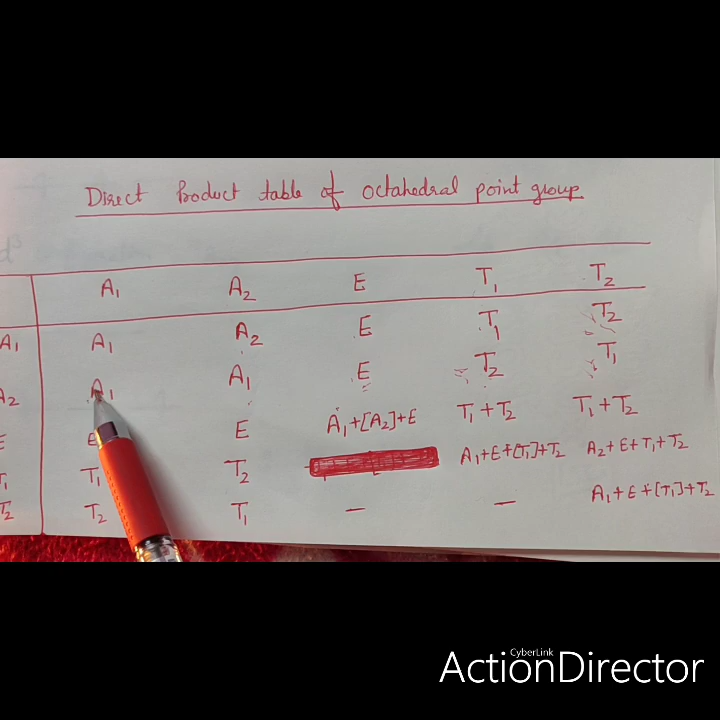 Direct Product table of octahedral point group
A₁ A₂ E T₁ T₂
A₁ A₁ A₂ E T₁ T₂
A₂ A₁ A₁ E T₂ T₁
E E E A₁+[A₂]+E T₁+T₂ T₁+T₂
T₁ T₁ T₂ A₁+E+[T₁]+T₂ A₂+E+T₁+T₂
T₂ T₂ T₁ — — A₁+E+[T₁]+T₂
CyberLink
ActionDirector